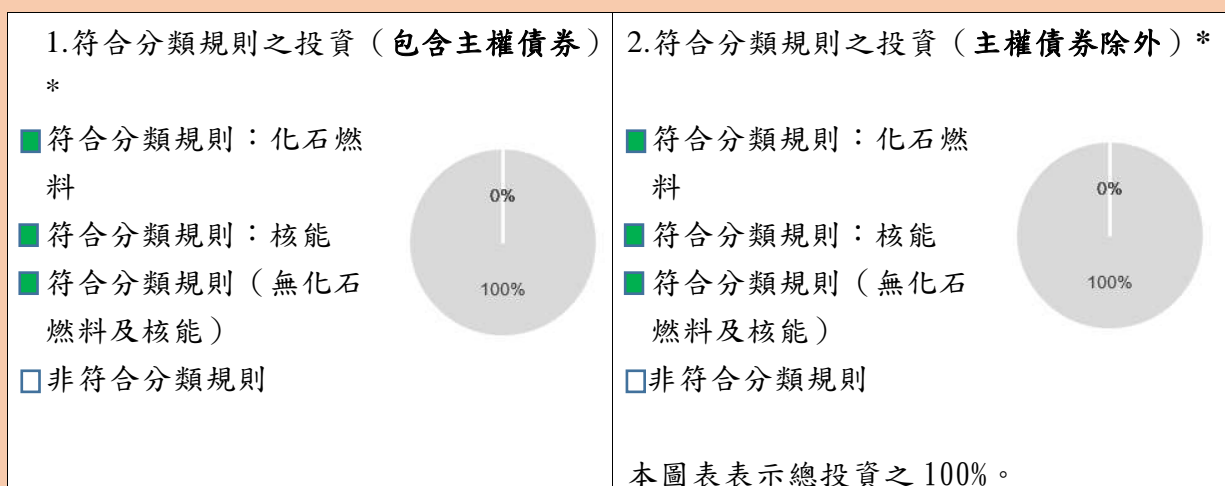 1.符合分類規則之投資（包含主權債券）
*
符合分類規則：化石燃
料
符合分類規則：核能
符合分類規則（無化石
燃料及核能）
非符合分類規則
0%
100%
2.符合分類規則之投資（主權債券除外）*
符合分類規則：化石燃
料
符合分類規則：核能
符合分類規則（無化石
燃料及核能）
非符合分類規則
0%
100%
本圖表表示總投資之 100%。